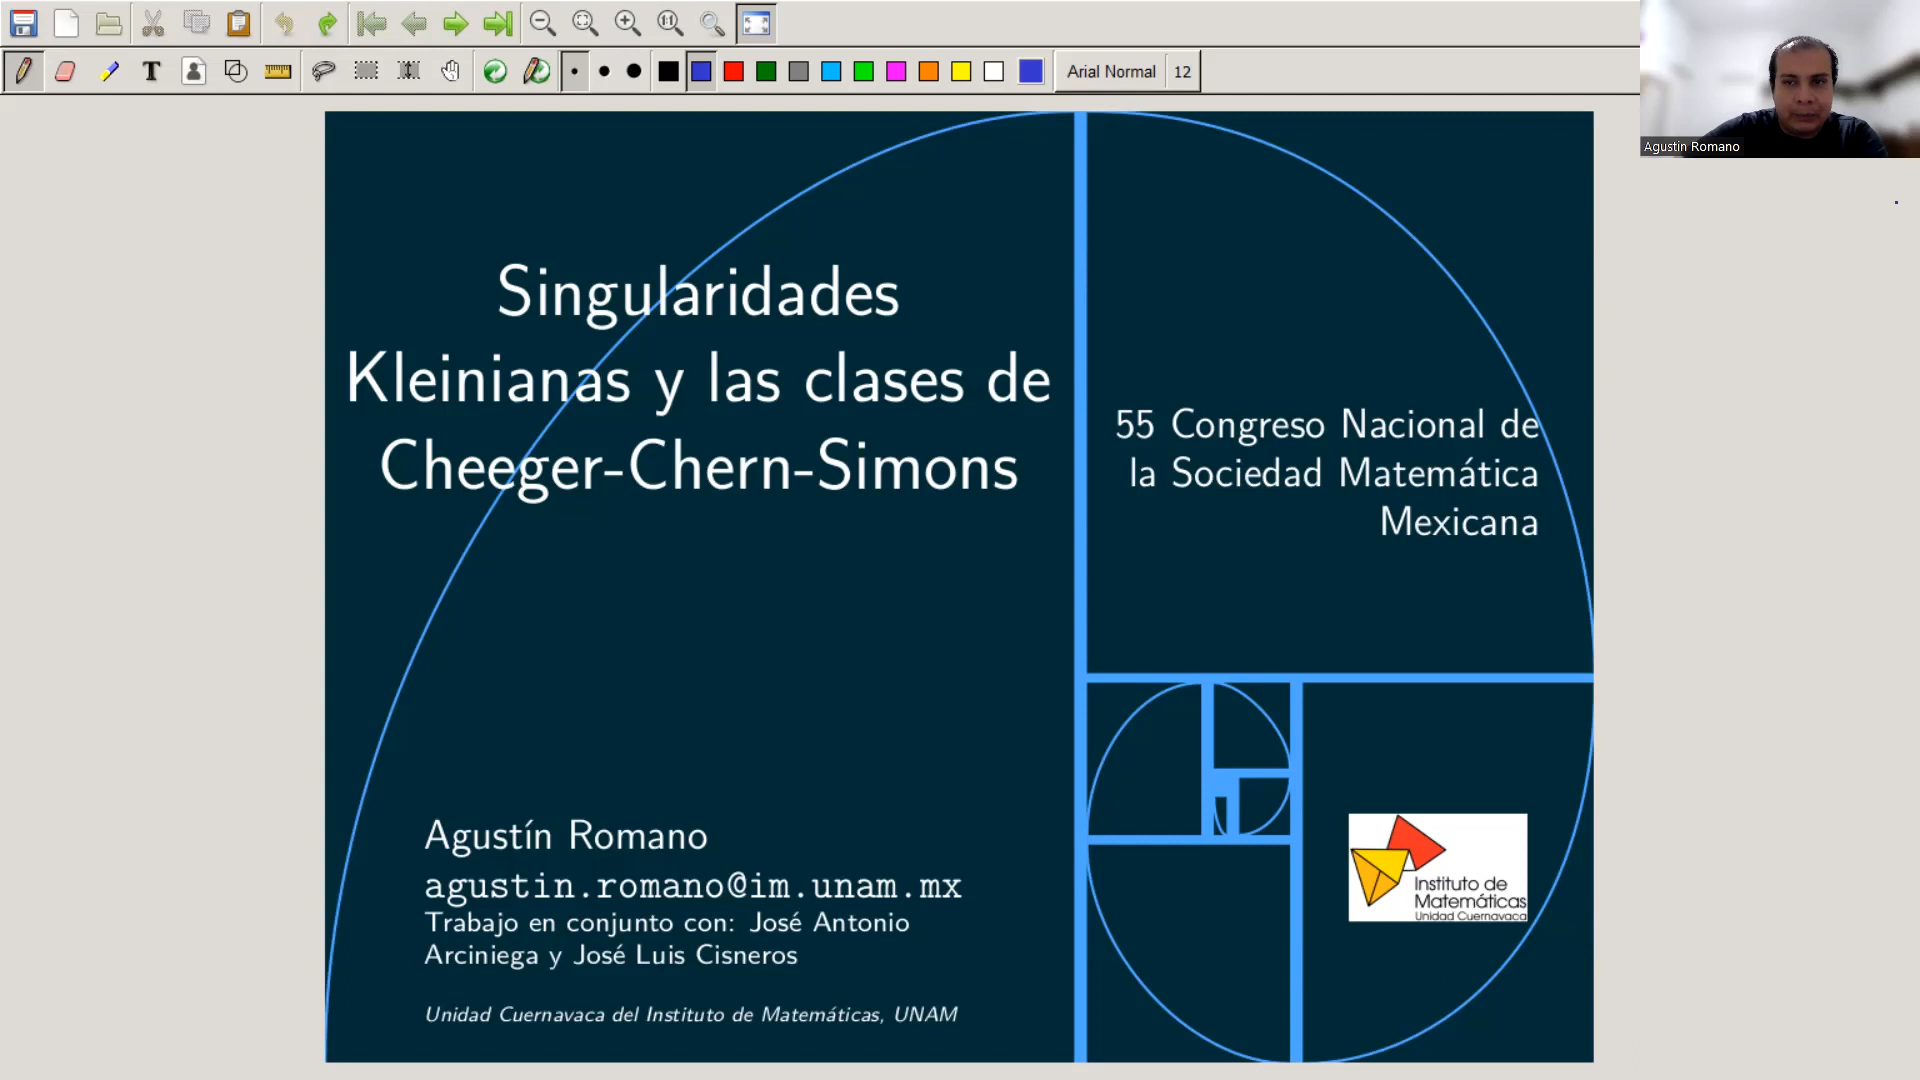 Arial Normal 12
Agustin Romano
Singularidades
Kleinianas y las clases de
Cheeger-Chern-Simons
55 Congreso Nacional de
la Sociedad Matemática
Mexicana
Agustín Romano
agustin.romano@im.unam.mx
Trabajo en conjunto con: José Antonio
Arciniega y José Luis Cisneros
Unidad Cuernavaca del Instituto de Matemáticas, UNAM
Instituto de
Matemáticas
Unidad Cuernavaca